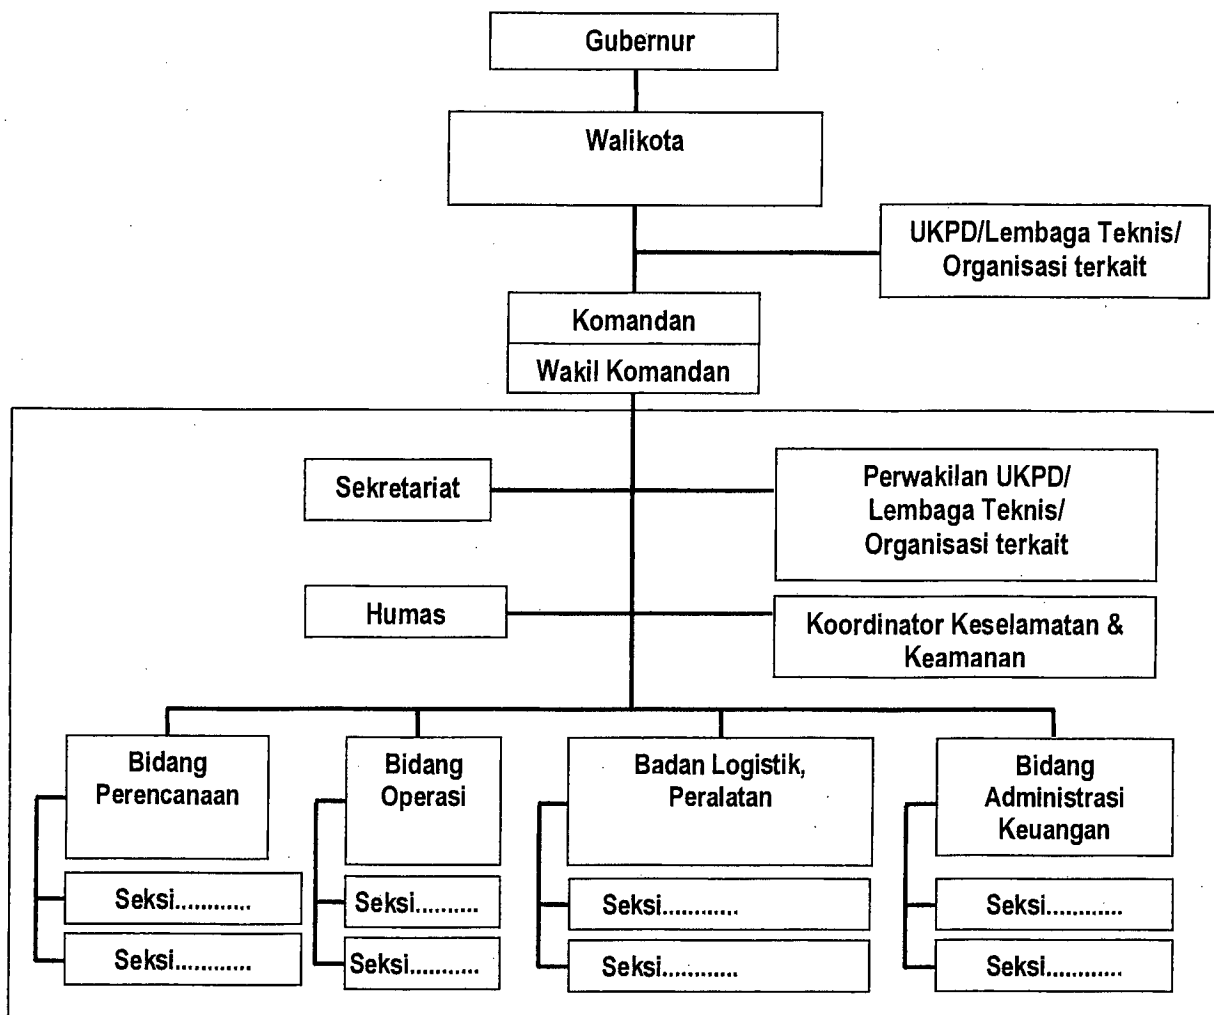 Gubernur
Walikota
UKPD/Lembaga Teknis/
Organisasi terkait
Komandan
Wakil Komandan
Sekretariat
Perwakilan UKPD/
Lembaga Teknis/
Organisasi terkait
Humas
Koordinator Keselamatan &
Keamanan
Bidang
Perencanaan
Seksi............
Seksi............
Bidang
Operasi
Seksi..........
Seksi...........
Badan Logistik,
Peralatan
Seksi............
Seksi............
Bidang
Administrasi
Keuangan
Seksi............
Seksi............